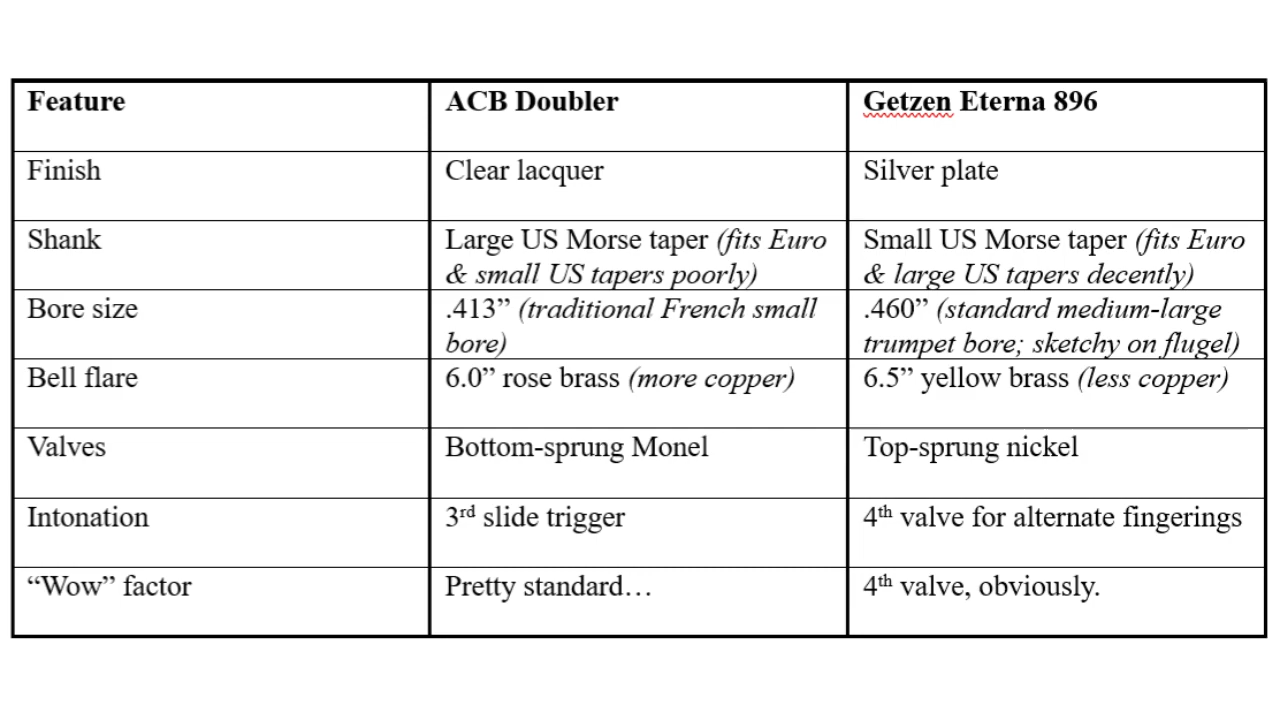 Feature ACB Doubler Getzen Eterna 896
Finish Clear lacquer Silver plate
Shank Large US Morse taper (fits Euro & small US tapers poorly) Small US Morse taper (fits Euro & large US tapers decently)
Bore size .413” (traditional French small bore) .460” (standard medium-large trumpet bore; sketchy on flugel)
Bell flare 6.0” rose brass (more copper) 6.5” yellow brass (less copper)
Valves Bottom-sprung Monel Top-sprung nickel
Intonation 3rd slide trigger 4th valve for alternate fingerings
“Wow” factor Pretty standard… 4th valve, obviously.